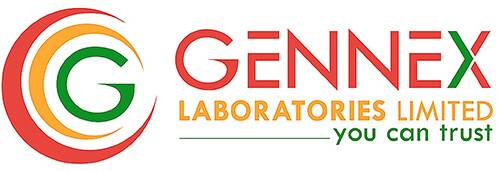 G
GENNEX
LABORATORIES LIMITED
you can trust